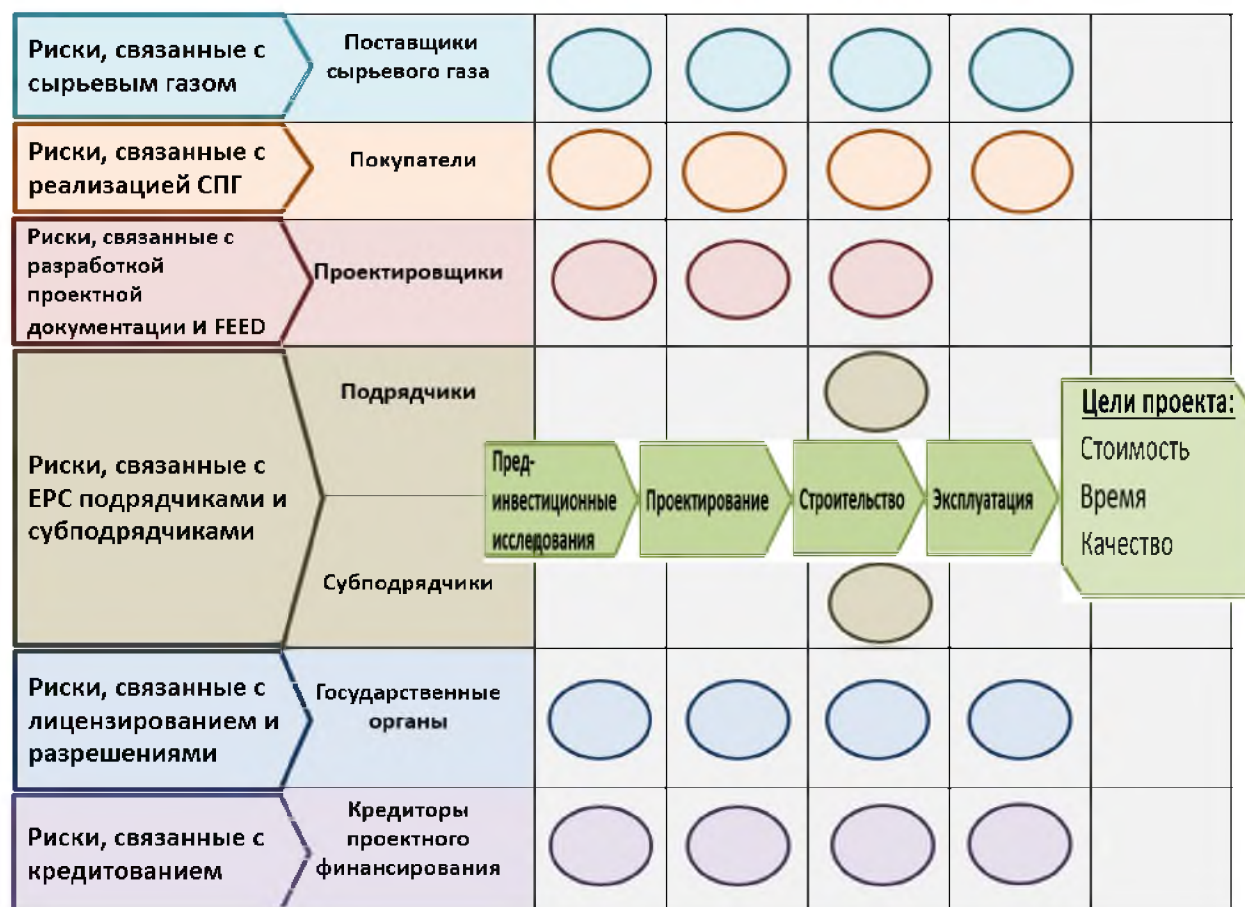 Риски, связанные с
сырьевым газом
Поставщики
сырьевого газа
Риски, связанные с
реализацией СПГ
Покупатели
Риски, связанные с
разработкой
проектной
документации и FEED
Проектировщики
Риски, связанные с
EPC подрядчиками и
субподрядчиками
Подрядчики
Субподрядчики
Пред-
инвестиционные
исследования
Проектирование
Строительство
Эксплуатация
Цели проекта:
Стоимость
Время
Качество
Риски, связанные с
лицензированием и
разрешениями
Государственные
органы
Риски, связанные с
кредитованием
Кредиторы
проектного
финансирования